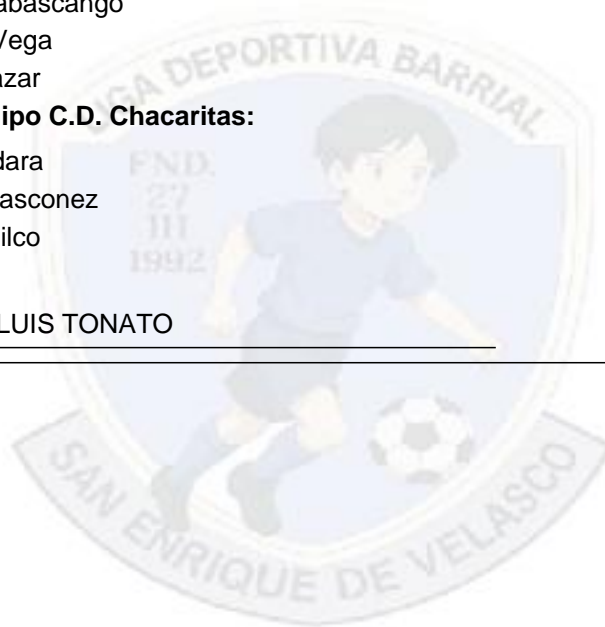 abascango
Vega
azar
ipo C.D. Chacaritas:
dara
asconez
ilco
LUIS TONATO
LIGA DEPORTIVA BARRIAL
FND.
27
III
1992
SAN ENRIQUE DE VELASCO